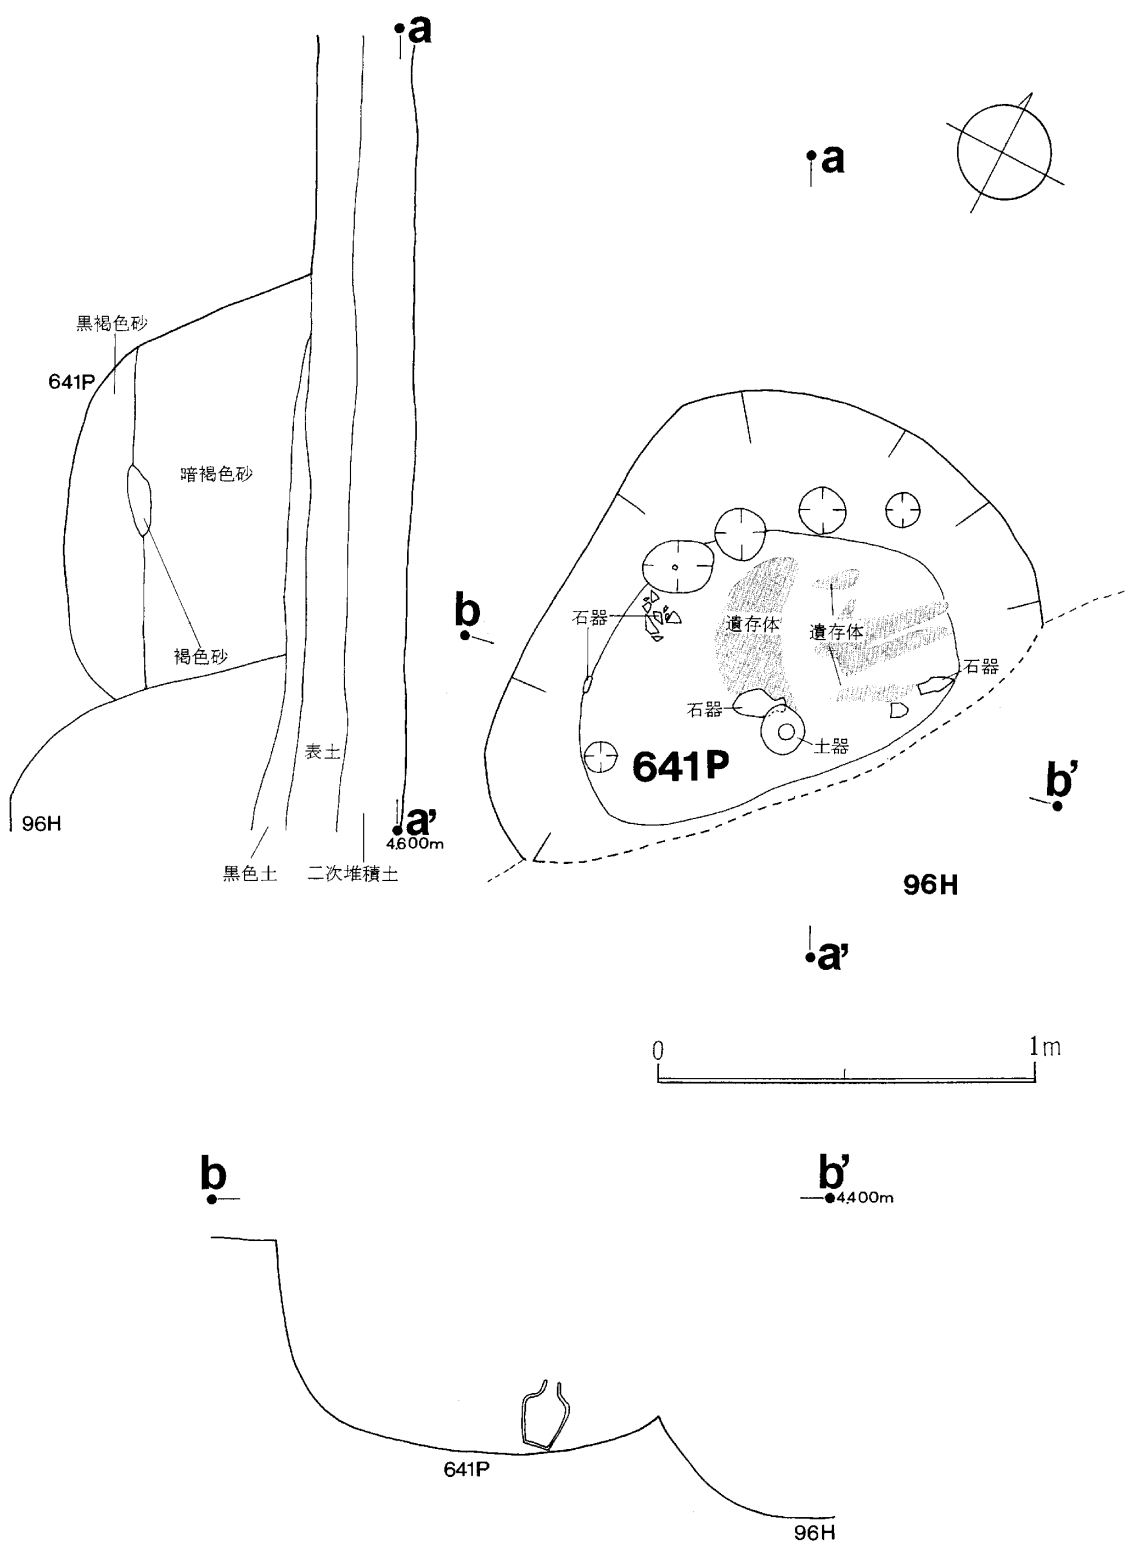 a
黒褐色砂
641P
暗褐色砂
褐色砂
表土
96H
a'
4.600m
黒色土
二次堆積土
a
b
石器
遺存体
遺存体
石器
石器
土器
641P
b'
96H
a'
0
1m
b
b'
4.400m
641P
96H